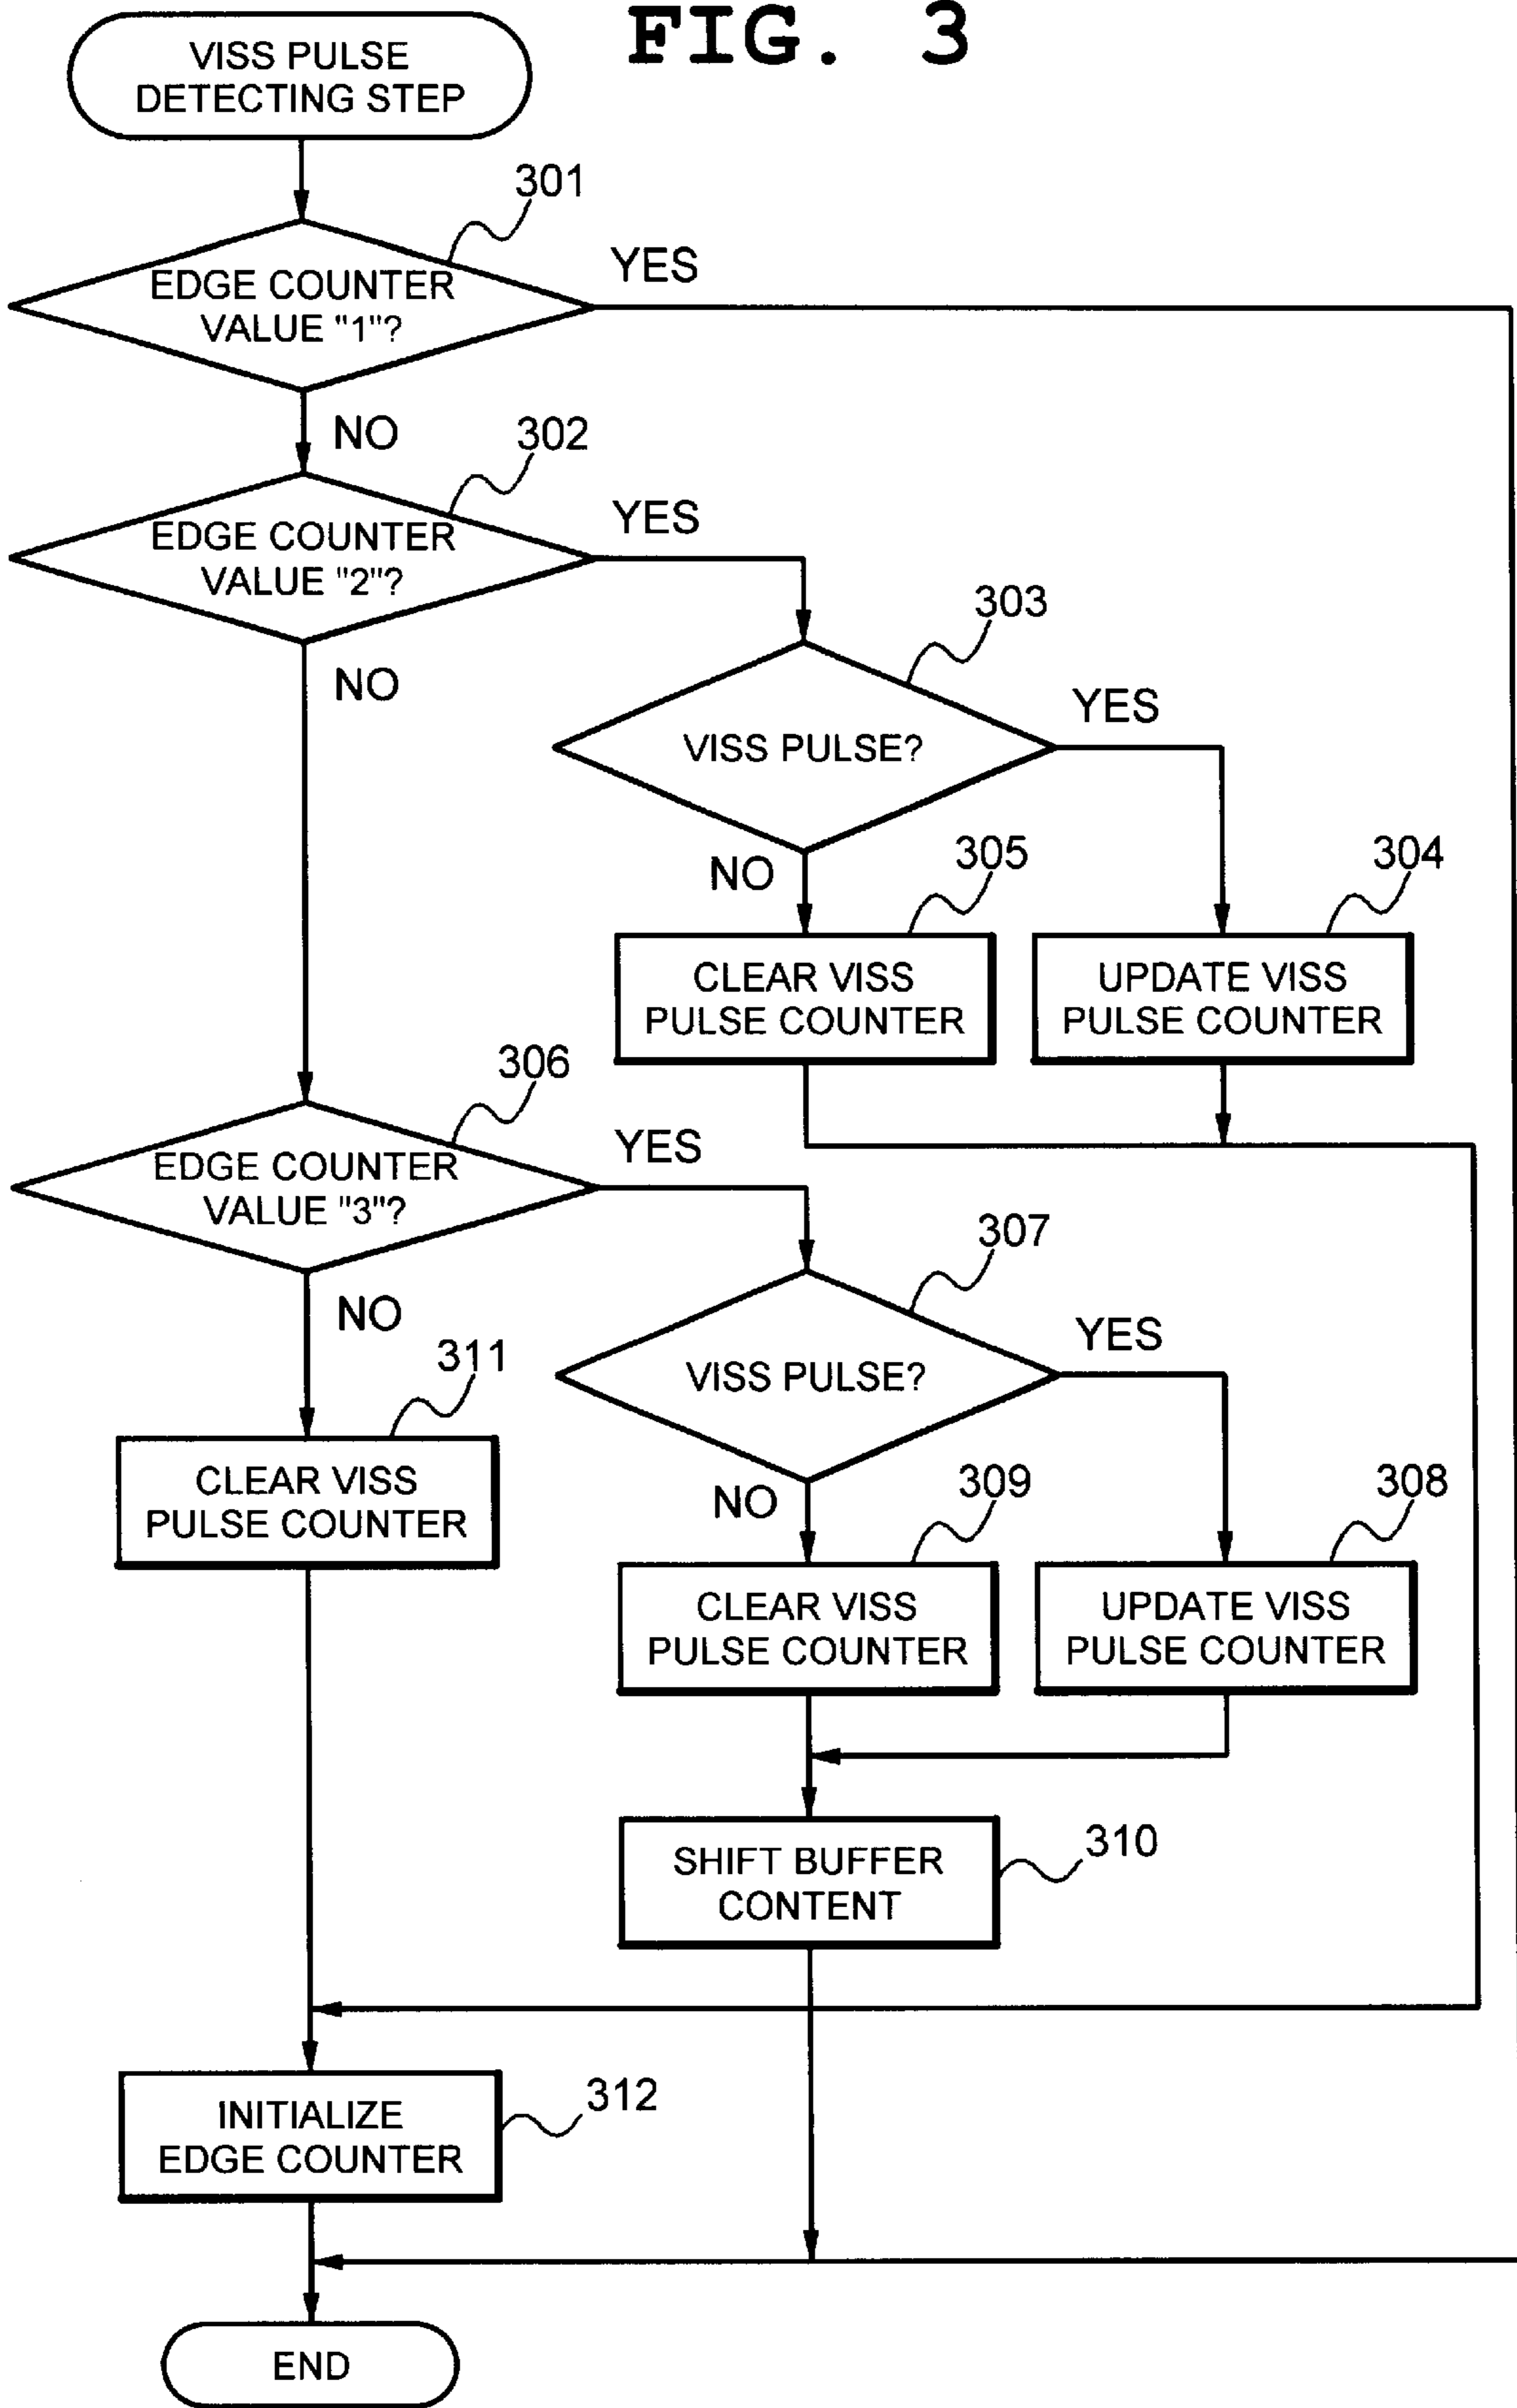 FIG. 3
VISS PULSE
DETECTING STEP
301
EDGE COUNTER
VALUE "1"?
YES
NO
302
EDGE COUNTER
VALUE "2"?
YES
NO
303
VISS PULSE?
YES
NO
305
304
CLEAR VISS
PULSE COUNTER
UPDATE VISS
PULSE COUNTER
306
EDGE COUNTER
VALUE "3"?
YES
NO
307
VISS PULSE?
YES
NO
311
CLEAR VISS
PULSE COUNTER
309
308
CLEAR VISS
PULSE COUNTER
UPDATE VISS
PULSE COUNTER
SHIFT BUFFER
CONTENT
310
INITIALIZE
EDGE COUNTER
312
END